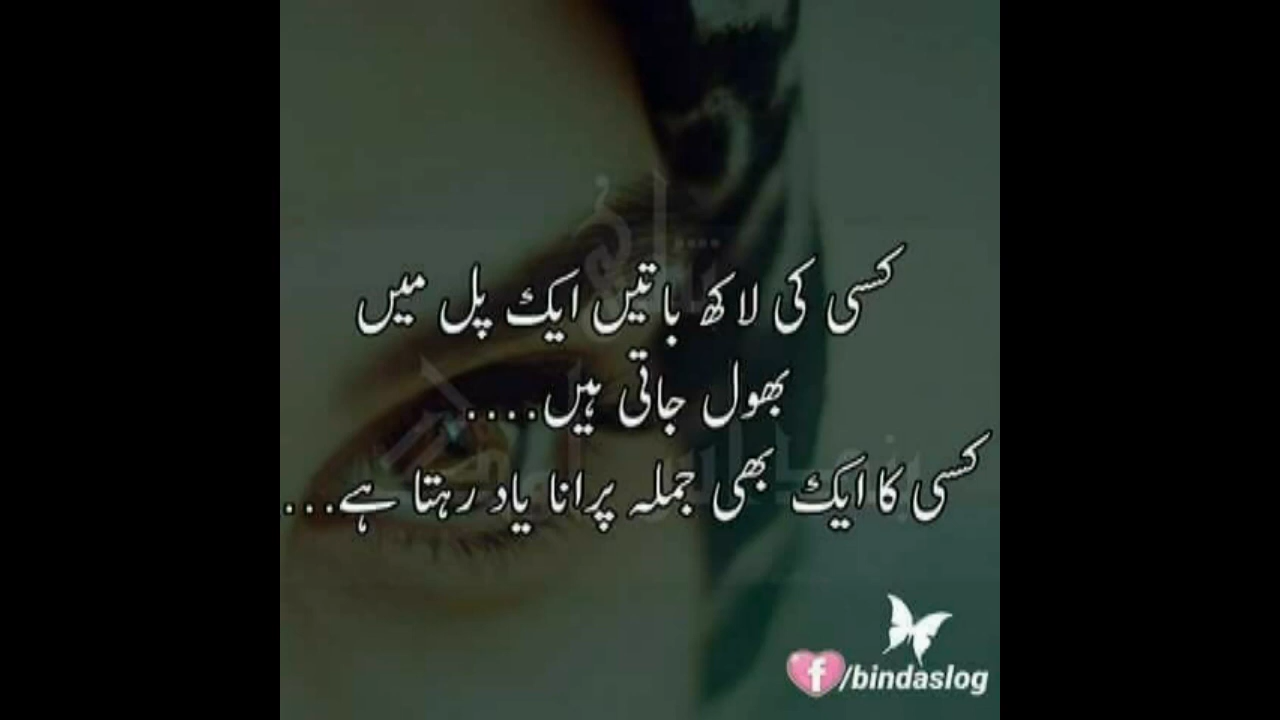 کسی کی لاکھ باتیں ایک پل میں
بھول جاتی ہیں....
کسی کا ایک بھی جملہ پرانا یاد رہتا ہے...
f/bindaslog